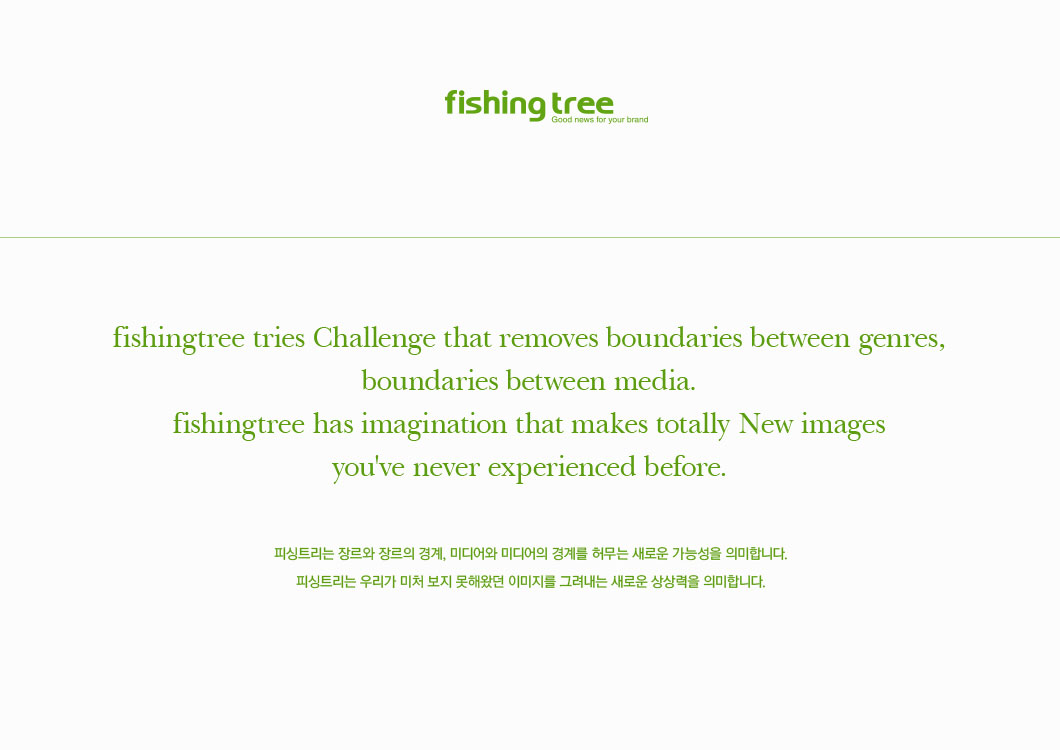 fishing tree
Good news for your brand
fishingtree tries Challenge that removes boundaries between genres,
boundaries between media.
fishingtree has imagination that makes totally New images
you've never experienced before.
피싱트리는 장르와 장르의 경계, 미디어와 미디어의 경계를 허무는 새로운 가능성을 의미합니다.
피싱트리는 우리가 미처 보지 못해왔던 이미지를 그려내는 새로운 상상력을 의미합니다.